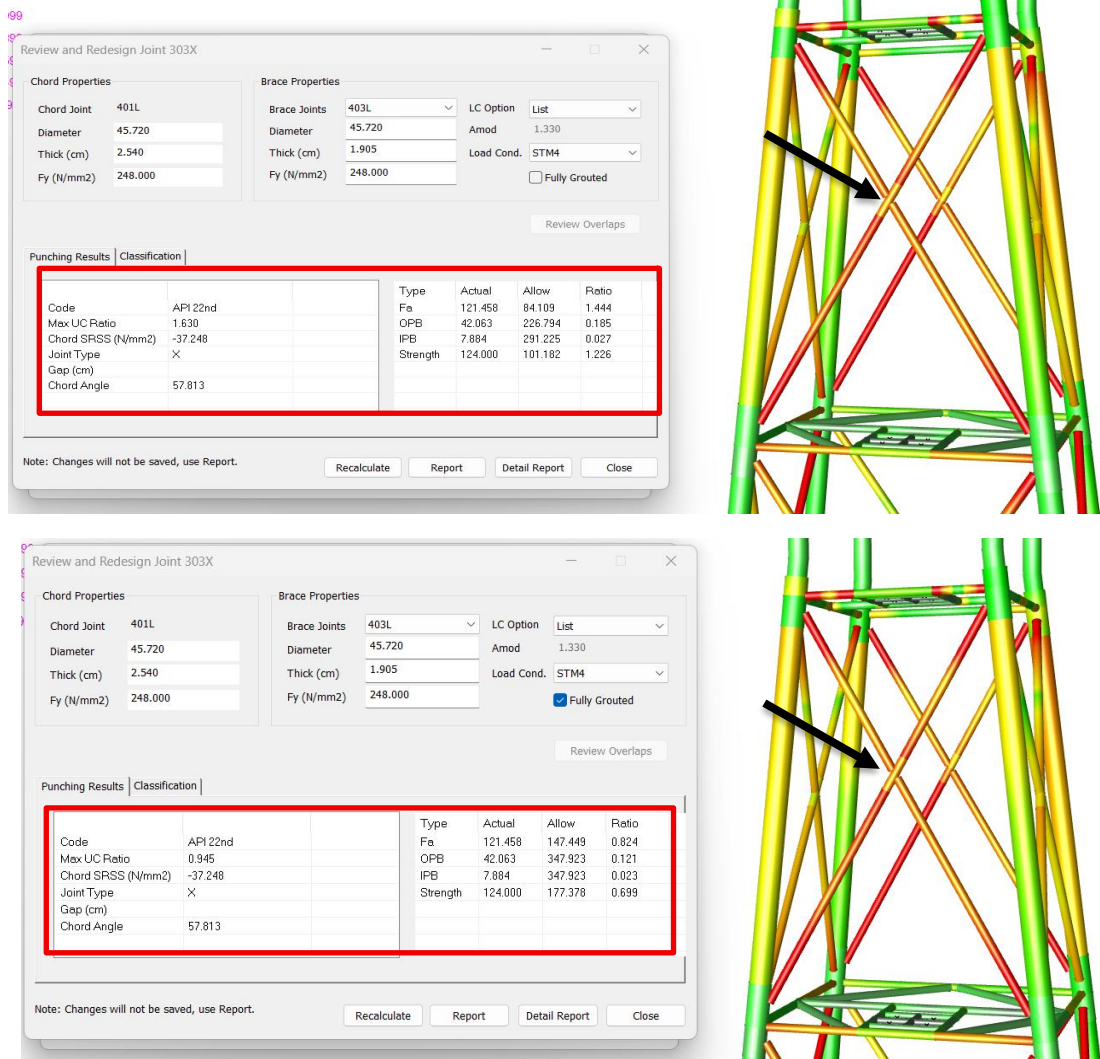 999
Review and Redesign Joint 303X
Chord Properties
Brace Properties
Chord Joint 401L
Brace Joints 403L
LC Option List
Diameter 45.720
Diameter 45.720
Amod 1.330
Thick (cm) 2.540
Thick (cm) 1.905
Load Cond. STM4
Fy (N/mm2) 248.000
Fy (N/mm2) 248.000
Fully Grouted
Review Overlaps
Punching Results Classification
Type Actual Allow Ratio
Code API 22nd
Fa 121.458 84.109 1.444
Max UC Ratio 1.630
OPB 42.063 226.794 0.185
Chord SRSS (N/mm2) -37.248
IPB 7.884 291.225 0.027
Joint Type X
Strength 124.000 101.182 1.226
Gap (cm)
Chord Angle 57.813
Note: Changes will not be saved, use Report.
Recalculate Report Detail Report Close
Review and Redesign Joint 303X
Chord Properties
Brace Properties
Chord Joint 401L
Brace Joints 403L
LC Option List
Diameter 45.720
Diameter 45.720
Amod 1.330
Thick (cm) 2.540
Thick (cm) 1.905
Load Cond. STM4
Fy (N/mm2) 248.000
Fy (N/mm2) 248.000
Fully Grouted
Review Overlaps
Punching Results Classification
Type Actual Allow Ratio
Code API 22nd
Fa 121.458 147.449 0.824
Max UC Ratio 0.945
OPB 42.063 347.923 0.121
Chord SRSS (N/mm2) -37.248
IPB 7.884 347.923 0.023
Joint Type X
Strength 124.000 177.378 0.699
Gap (cm)
Chord Angle 57.813
Note: Changes will not be saved, use Report.
Recalculate Report Detail Report Close